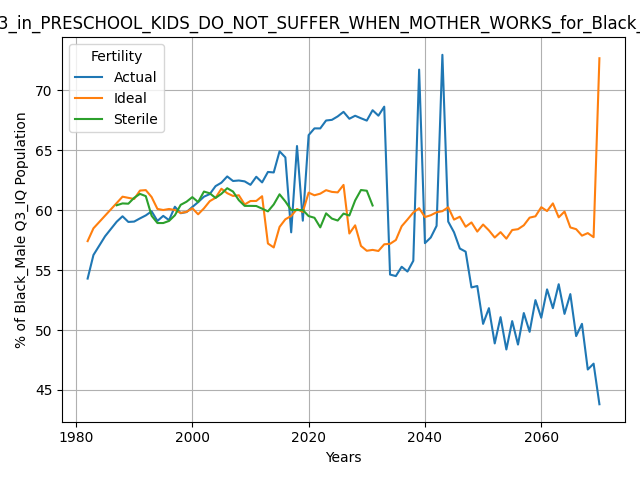 3_in_PRESCHOOL_KIDS_DO_NOT_SUFFER_WHEN_MOTHER_WORKS_for_Black_
Fertility
Actual
Ideal
Sterile
% of Black_Male Q3_IQ Population
70
65
60
55
50
45
1980
2000
2020
2040
2060
Years